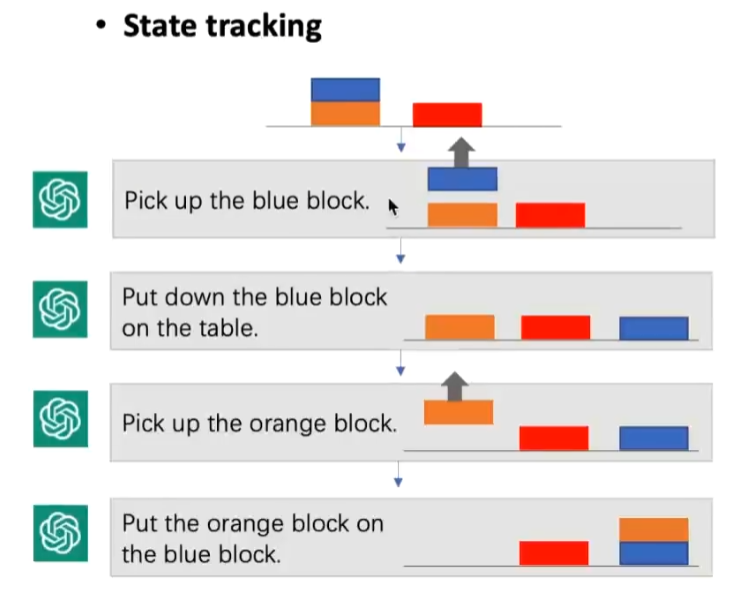 • State tracking
Pick up the blue block.
Put down the blue block
on the table.
Pick up the orange block.
Put the orange block on
the blue block.